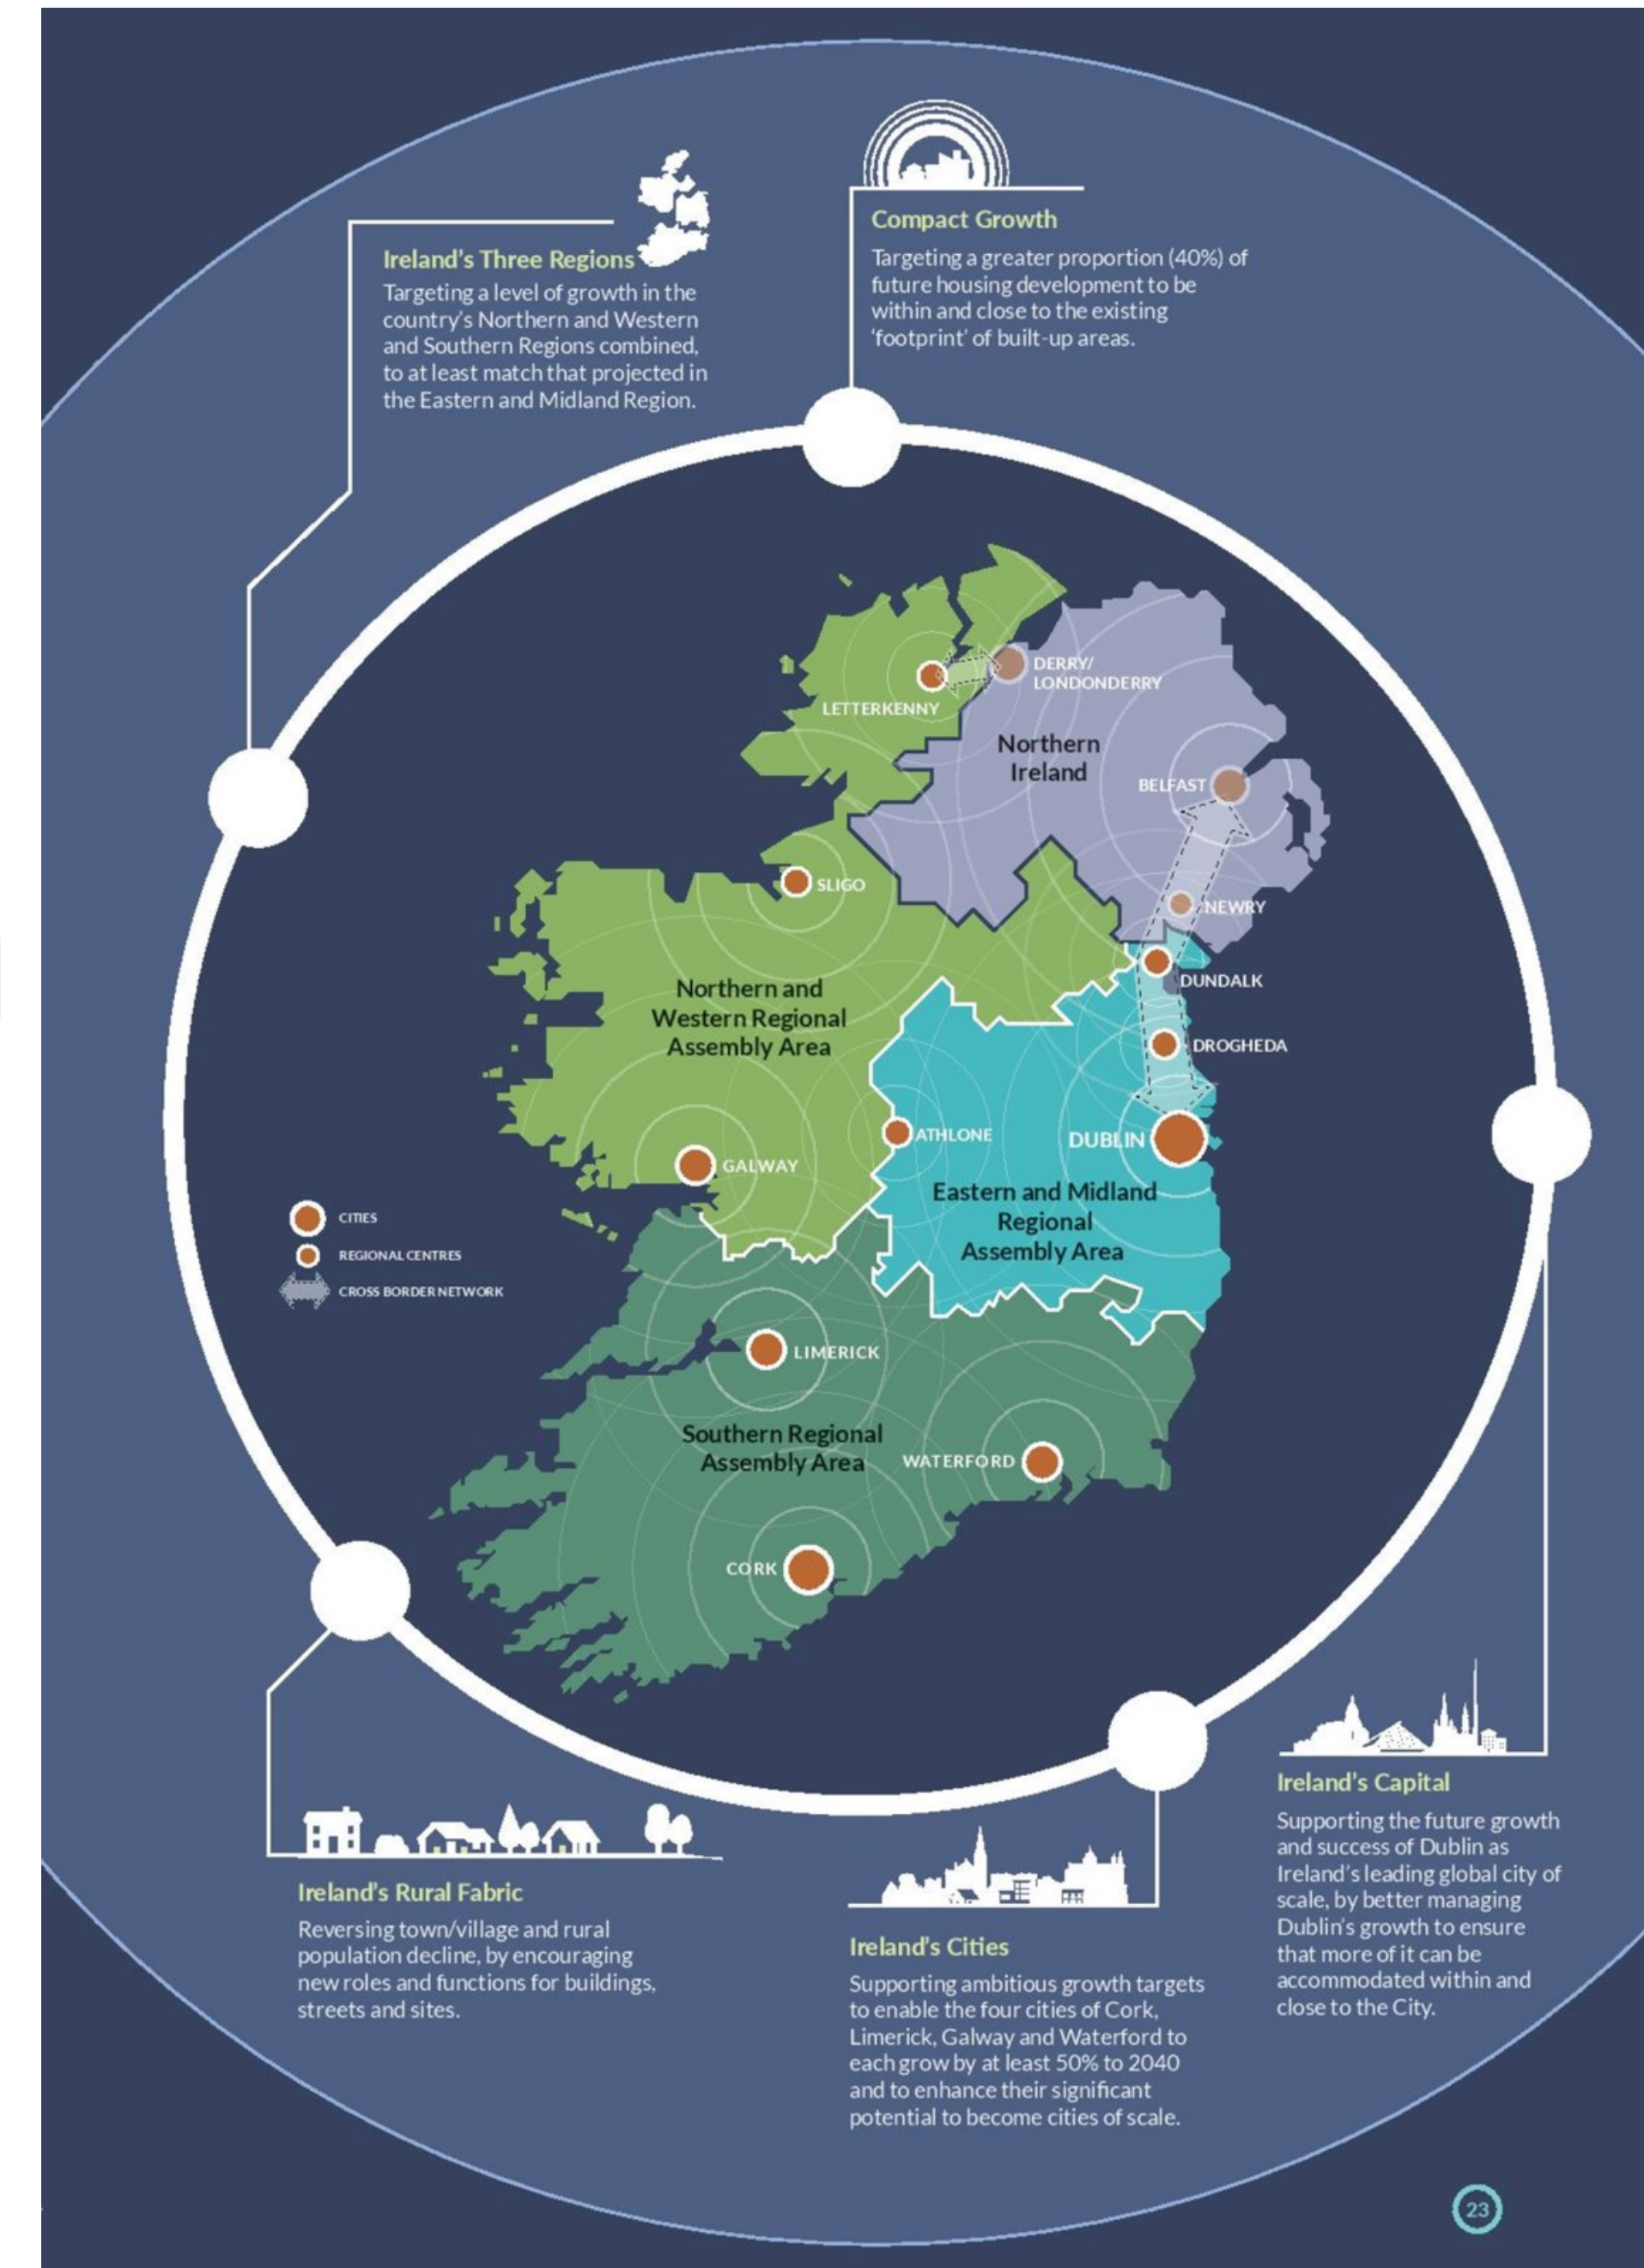 Compact Growth
Targeting a greater proportion (40%) of
future housing development to be
within and close to the existing
‘footprint’ of built-up areas.
Ireland’s Three Regions
Targeting a level of growth in the
country’s Northern and Western
and Southern Regions combined,
to at least match that projected in
the Eastern and Midland Region.
DERRY/
LONDONDERRY
LETTERKENNY
Northern
Ireland
BELFAST
SLIGO
NEWRY
DUNDALK
Northern and
Western Regional
Assembly Area
DROGHEDA
ATHLONE
DUBLIN
GALWAY
Eastern and Midland
Regional
Assembly Area
CITIES
REGIONAL CENTRES
CROSS BORDER NETWORK
LIMERICK
Southern Regional
Assembly Area
WATERFORD
CORK
Ireland’s Capital
Supporting the future growth
and success of Dublin as
Ireland’s leading global city of
scale, by better managing
Dublin’s growth to ensure
that more of it can be
accommodated within and
close to the City.
Ireland’s Rural Fabric
Reversing town/village and rural
population decline, by encouraging
new roles and functions for buildings,
streets and sites.
Ireland’s Cities
Supporting ambitious growth targets
to enable the four cities of Cork,
Limerick, Galway and Waterford to
each grow by at least 50% to 2040
and to enhance their significant
potential to become cities of scale.
23